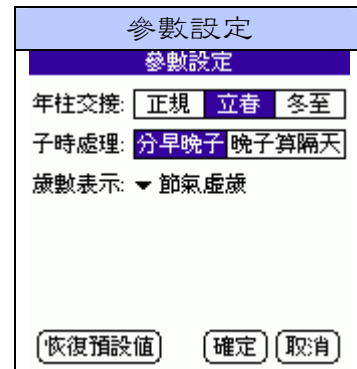 參數設定
參數設定
年柱交接: 正規 立春 冬至
子時處理: 分早晚子 晚子算隔天
歲數表示: 節氣虛歲
恢復預設值 確定 取消